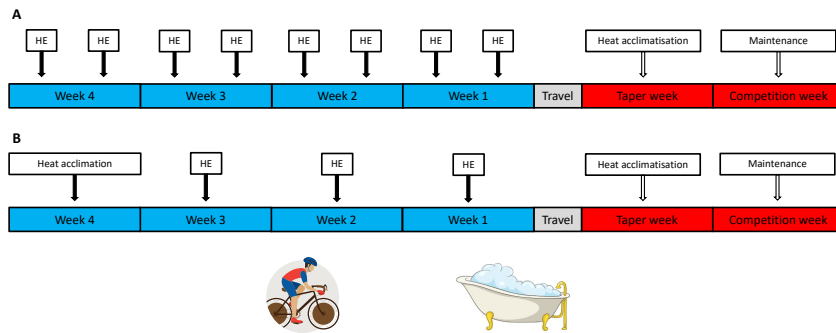 A
HE HE HE HE HE HE HE HE Heat acclimatisation Maintenance
Week 4 Week 3 Week 2 Week 1 Travel Taper week Competition week
B
Heat acclimation HE HE HE Heat acclimatisation Maintenance
Week 4 Week 3 Week 2 Week 1 Travel Taper week Competition week